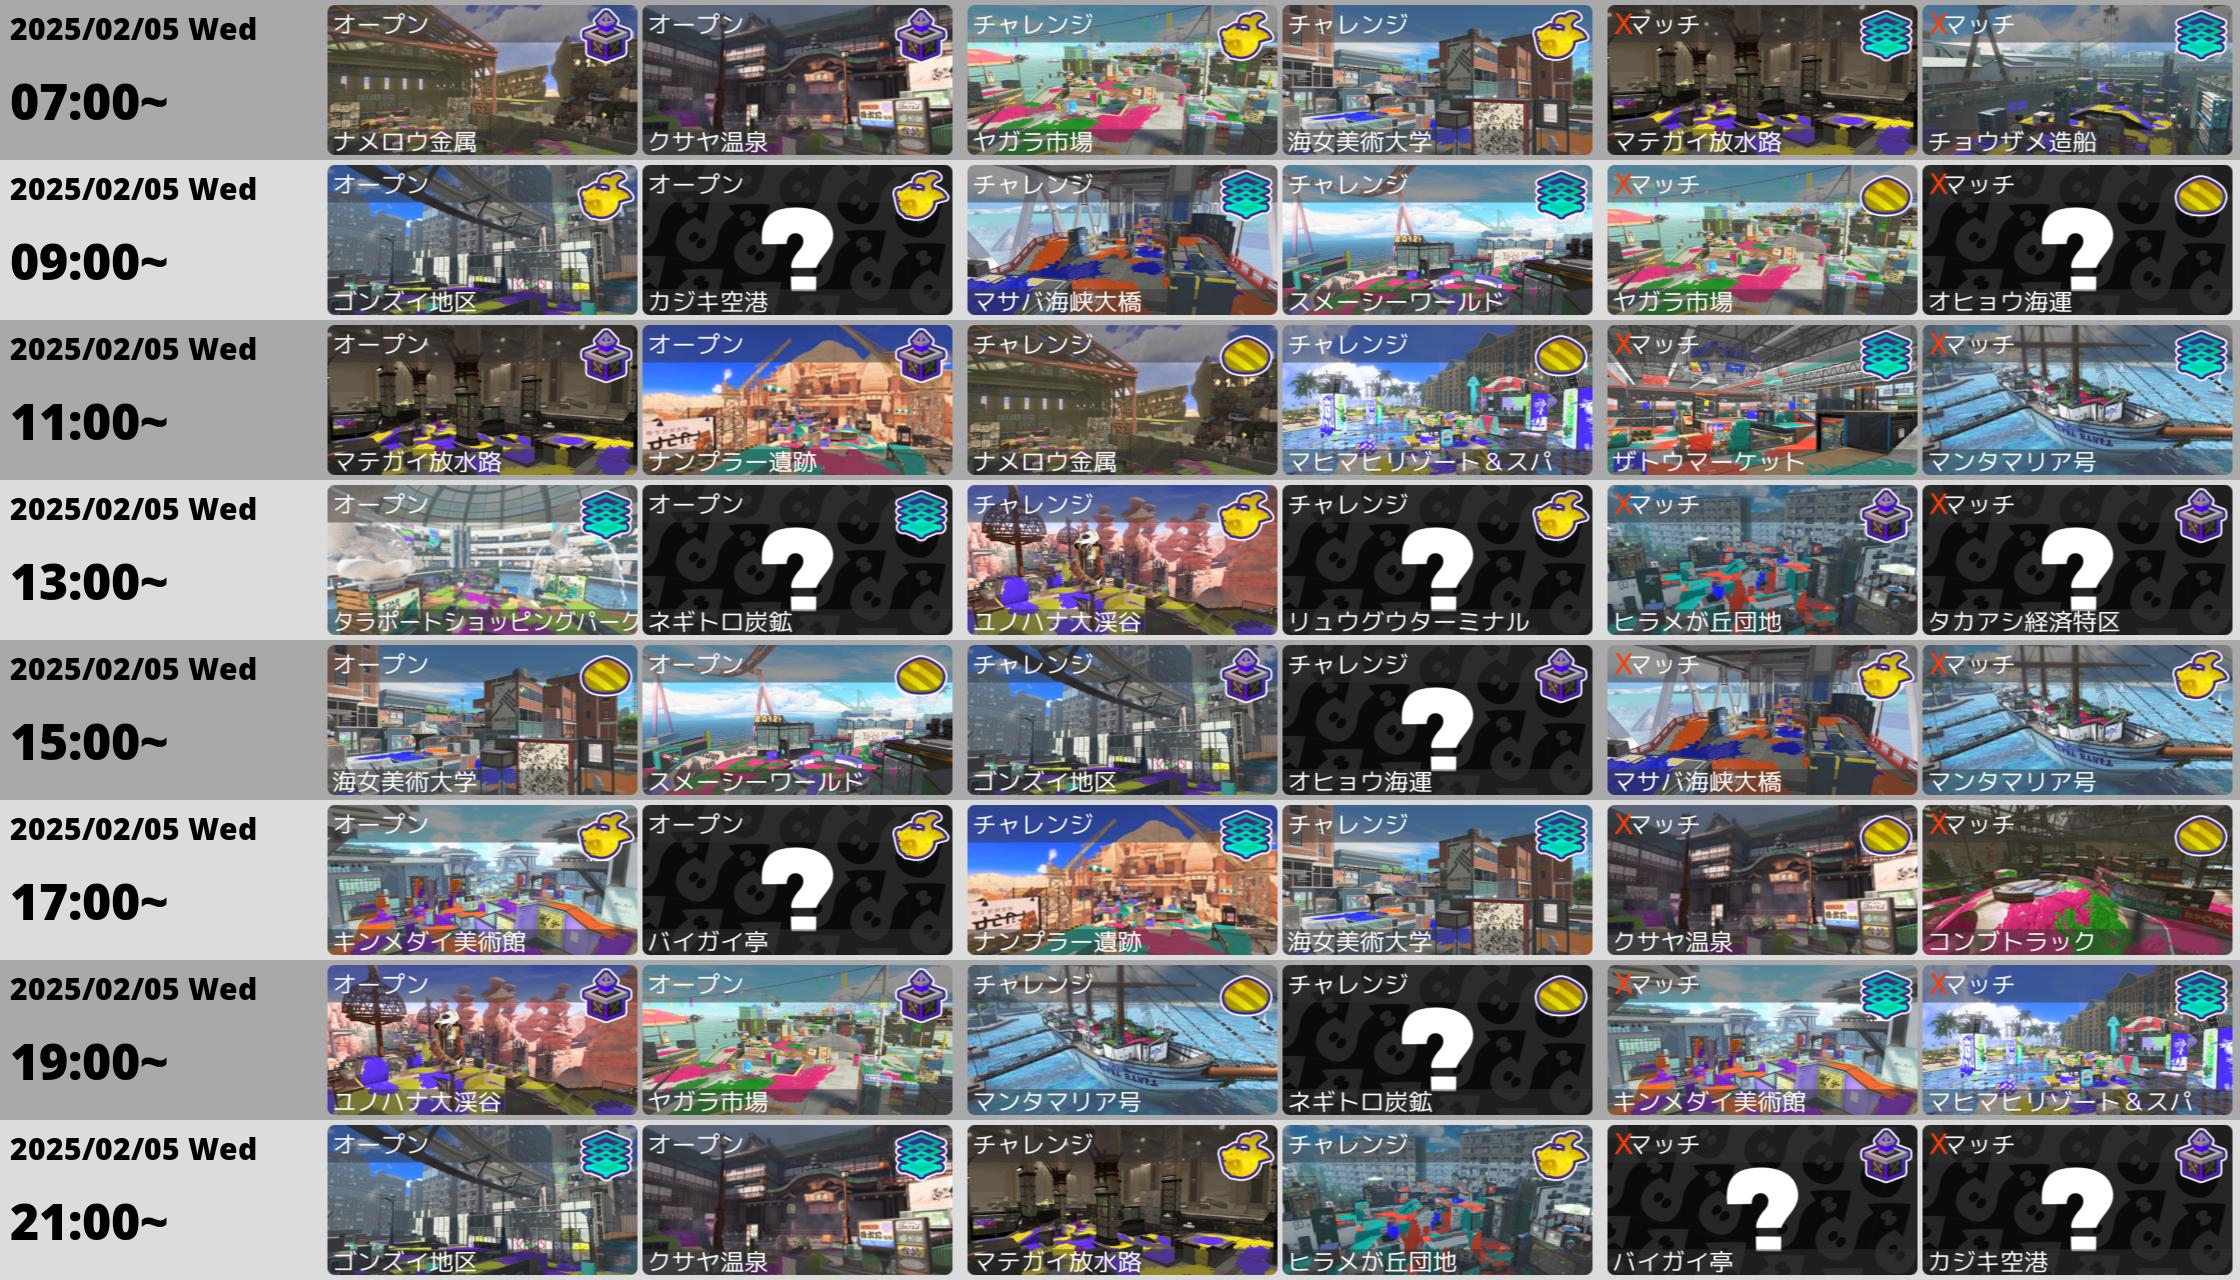 2025/02/05 Wed
07:00~
オープン
ナメロウ金属
オープン
クサヤ温泉
チャレンジ
ヤガラ市場
チャレンジ
海女美術大学
Xマッチ
マテガイ放水路
Xマッチ
チョウザメ造船
2025/02/05 Wed
09:00~
オープン
ゴンズイ地区
オープン
?
カジキ空港
チャレンジ
マサバ海峡大橋
チャレンジ
スメーシーワールド
Xマッチ
ヤガラ市場
Xマッチ
?
オヒョウ海運
2025/02/05 Wed
11:00~
オープン
マテガイ放水路
オープン
ナンプラー遺跡
チャレンジ
ナメロウ金属
チャレンジ
マヒマヒリゾート&スパ
Xマッチ
ザトウマーケット
Xマッチ
マンタマリア号
2025/02/05 Wed
13:00~
オープン
タラポートショッピングパーク
オープン
?
ネギトロ炭鉱
チャレンジ
ユノハナ大渓谷
チャレンジ
?
リュウグウターミナル
Xマッチ
ヒラメが丘団地
Xマッチ
?
タカアシ経済特区
2025/02/05 Wed
15:00~
オープン
海女美術大学
オープン
スメーシーワールド
チャレンジ
ゴンズイ地区
チャレンジ
?
オヒョウ海運
Xマッチ
マサバ海峡大橋
Xマッチ
マンタマリア号
2025/02/05 Wed
17:00~
オープン
キンメダイ美術館
オープン
?
バイガイ亭
チャレンジ
ナンプラー遺跡
チャレンジ
海女美術大学
Xマッチ
クサヤ温泉
Xマッチ
コンブトラック
2025/02/05 Wed
19:00~
オープン
ユノハナ大渓谷
オープン
ヤガラ市場
チャレンジ
マンタマリア号
チャレンジ
?
ネギトロ炭鉱
Xマッチ
キンメダイ美術館
Xマッチ
マヒマヒリゾート&スパ
2025/02/05 Wed
21:00~
オープン
ゴンズイ地区
オープン
クサヤ温泉
チャレンジ
マテガイ放水路
チャレンジ
ヒラメが丘団地
Xマッチ
?
バイガイ亭
Xマッチ
?
カジキ空港